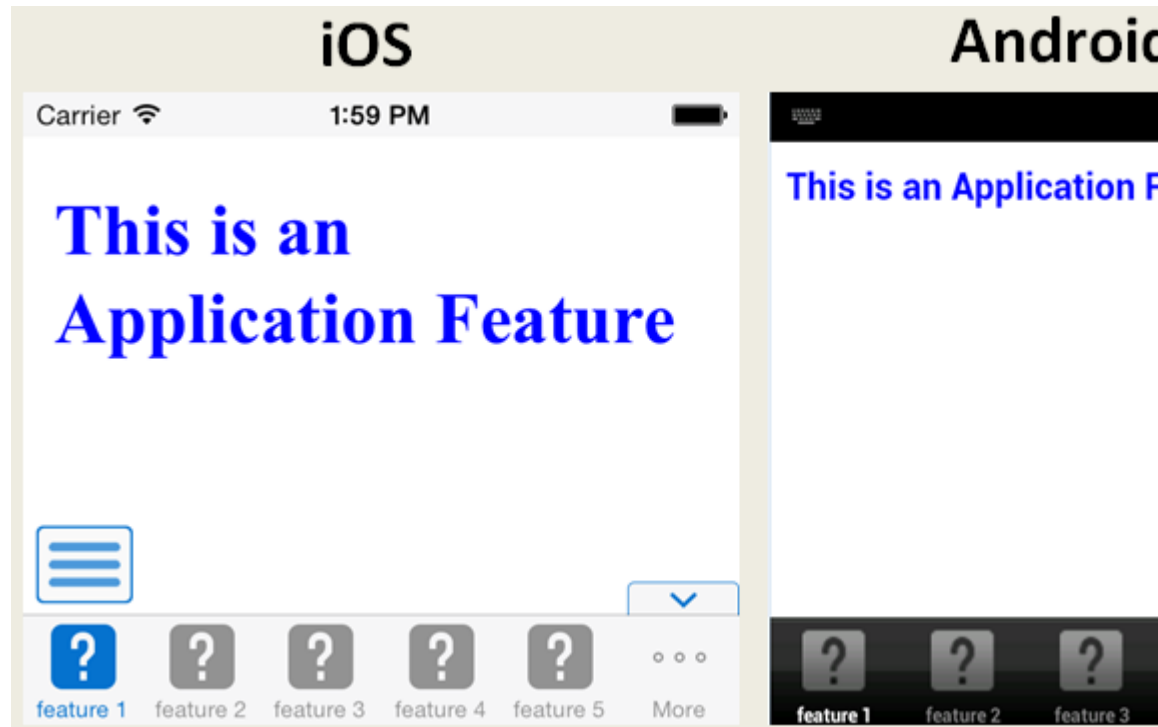 iOS
Carrier 1:59 PM
This is an
Application Feature
? ? ? ? ?
feature 1 feature 2 feature 3 feature 4 feature 5 More
Android
This is an Application F
? ? ?
feature 1 feature 2 feature 3